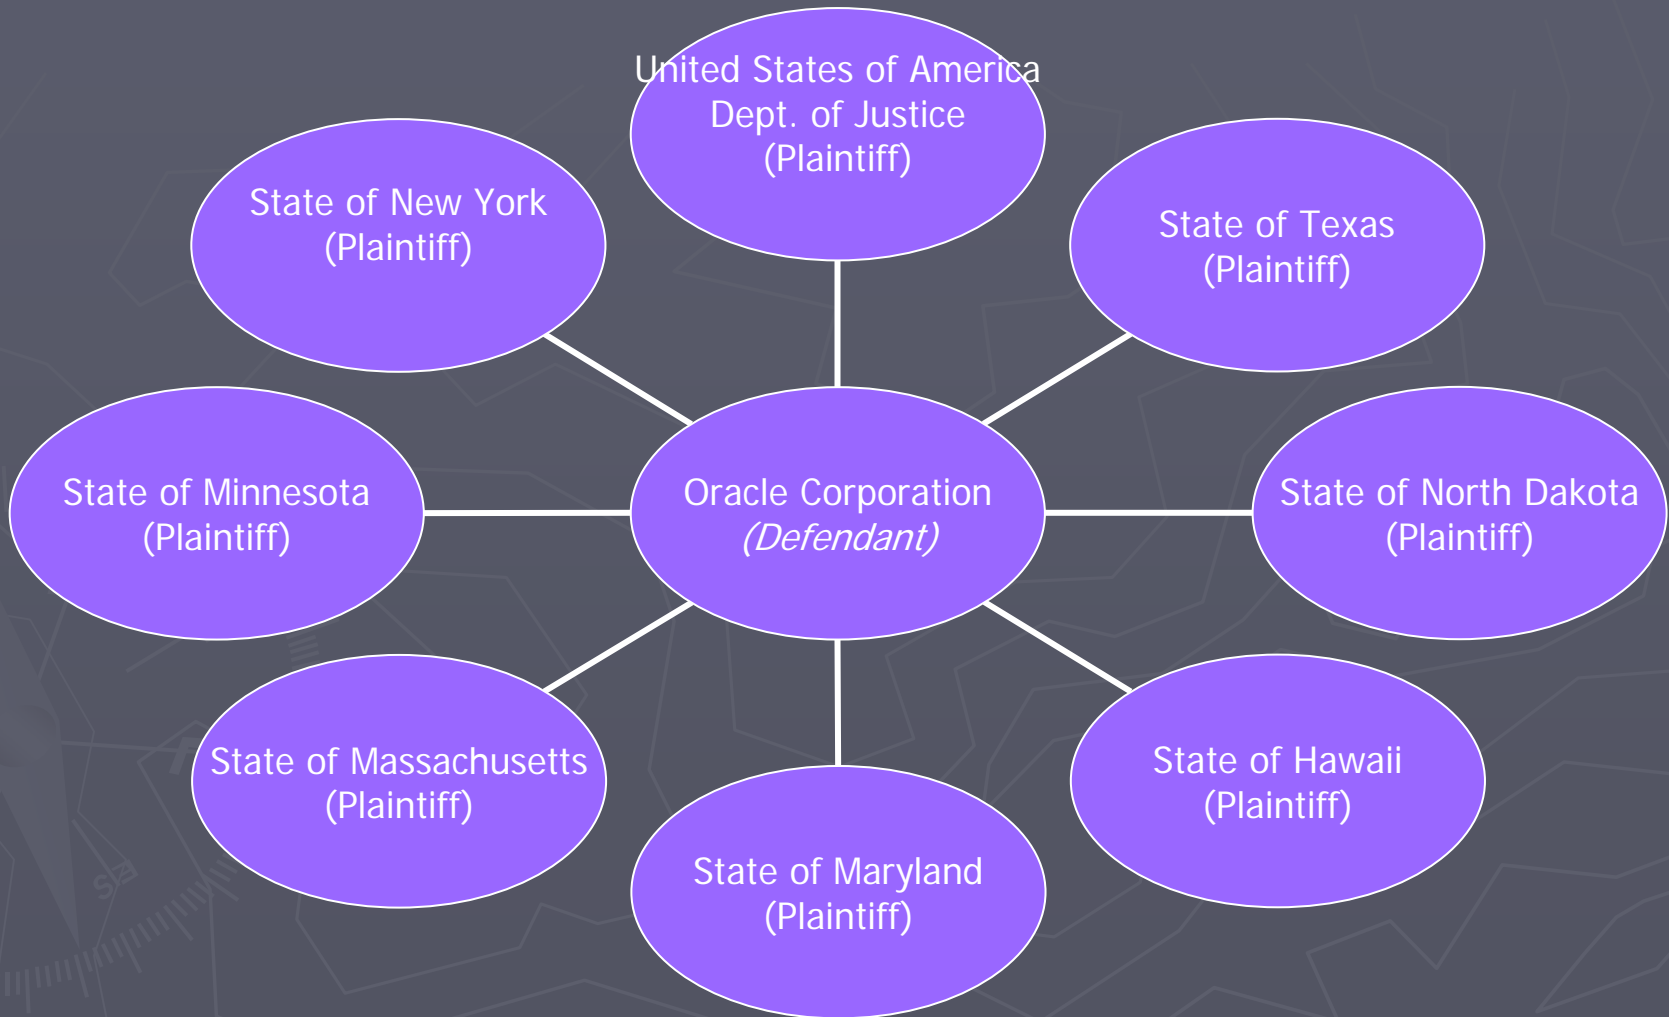 United States of America
Dept. of Justice
(Plaintiff)
State of New York
(Plaintiff)
State of Texas
(Plaintiff)
State of Minnesota
(Plaintiff)
Oracle Corporation
(Defendant)
State of North Dakota
(Plaintiff)
State of Massachusetts
(Plaintiff)
State of Hawaii
(Plaintiff)
State of Maryland
(Plaintiff)